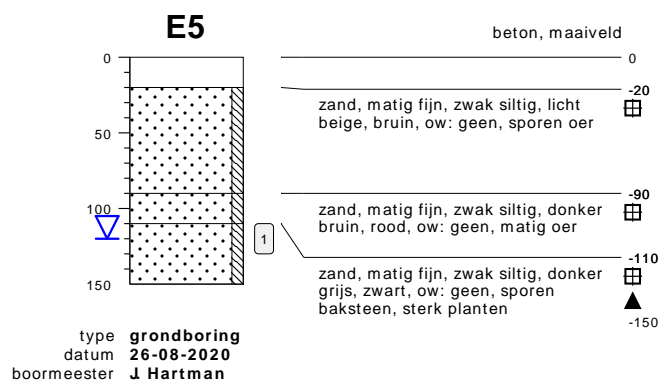 E5
beton, maaiveld
0
0
-20
zand, matig fijn, zwak siltig, licht
beige, bruin, ow: geen, sporen oer
50
-90
100
zand, matig fijn, zwak siltig, donker
bruin, rood, ow: geen, matig oer
1
-110
zand, matig fijn, zwak siltig, donker
grijs, zwart, ow: geen, sporen
baksteen, sterk planten
150
-150
type grondboring
datum 26-08-2020
boormeester J. Hartman